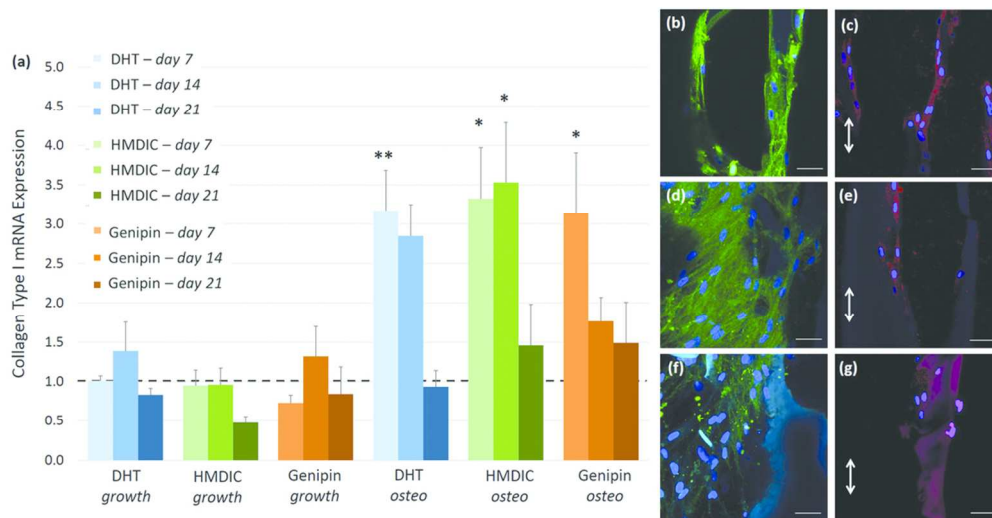 (a)
Collagen Type I mRNA Expression
5.0
4.5
4.0
3.5
3.0
2.5
2.0
1.5
1.0
0.5
0.0
DHT – day 7
DHT – day 14
DHT – day 21
HMDIC – day 7
HMDIC – day 14
HMDIC – day 21
Genipin – day 7
Genipin – day 14
Genipin – day 21
**
*
*
*
DHT
growth
HMDIC
growth
Genipin
growth
DHT
osteo
HMDIC
osteo
Genipin
osteo
(b)
(c)
(d)
(e)
(f)
(g)